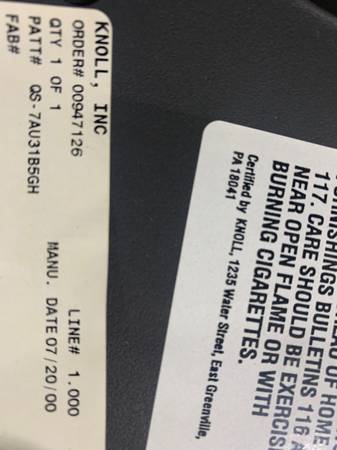 KNOLL, INC
ORDER# 00947126 LINE# 1.000
QTY 1 OF 1
PATT# QS-7AU31B5GH MANU. DATE 07/20/00
FAB#
OF HOME
117. CARE SHOULD BE EXERCIS
NEAR OPEN FLAME OR WITH
BURNING CIGARETTES.
Certified by KNOLL, 1235 Water Street, East Greenville,
PA 18041